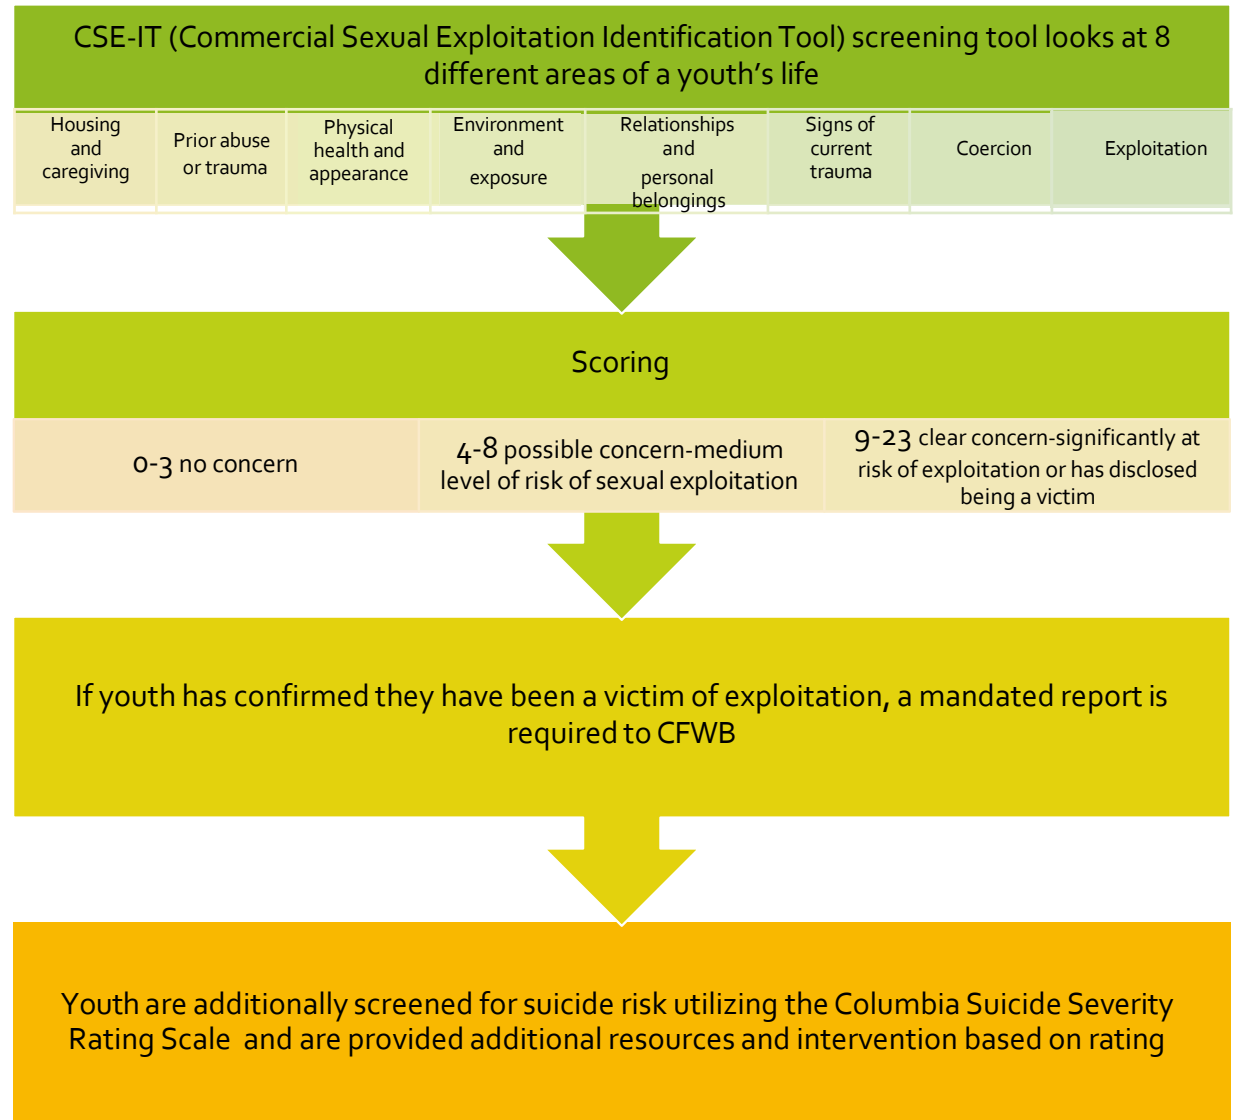 CSE-IT (Commercial Sexual Exploitation Identification Tool) screening tool looks at 8
different areas of a youth's life
Housing
and
caregiving
Prior abuse
or trauma
Physical
health and
appearance
Environment
and
exposure
Relationships
and
personal
belongings
Signs of
current
trauma
Coercion
Exploitation
Scoring
0-3 no concern
4-8 possible concern-medium
level of risk of sexual exploitation
9-23 clear concern-significantly at
risk of exploitation or has disclosed
being a victim
If youth has confirmed they have been a victim of exploitation, a mandated report is
required to CFWB
Youth are additionally screened for suicide risk utilizing the Columbia Suicide Severity
Rating Scale and are provided additional resources and intervention based on rating